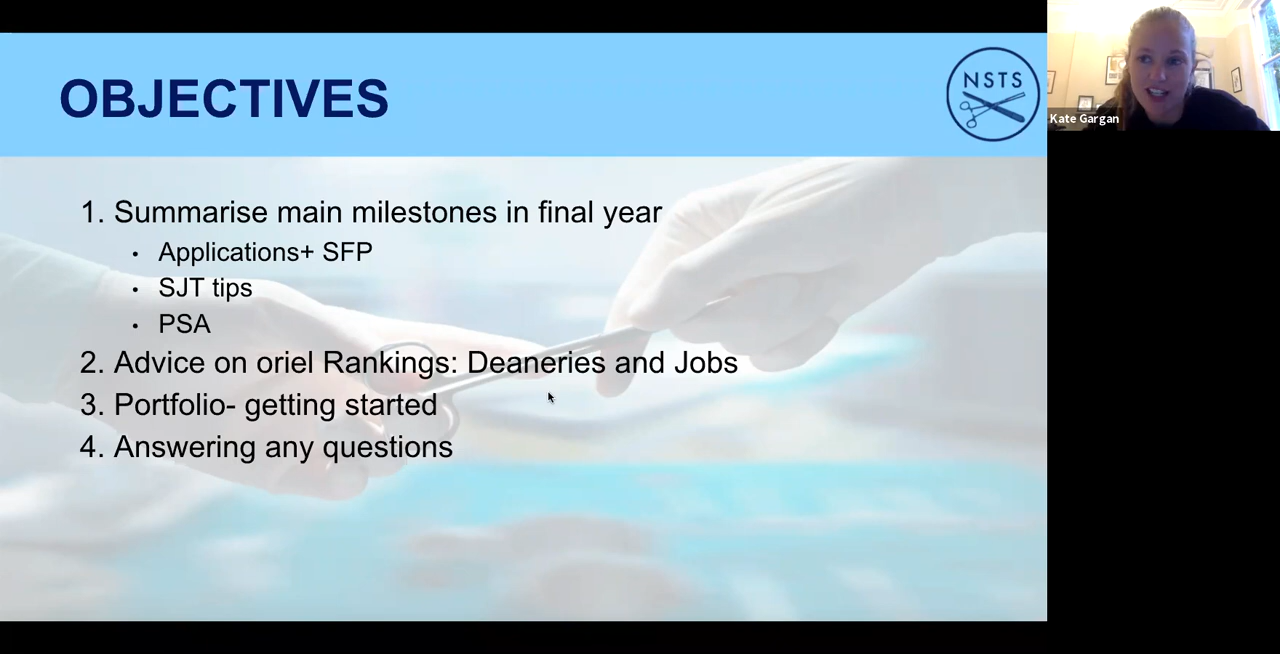 OBJECTIVES
NSTS
Kate Gargan
1. Summarise main milestones in final year
• Applications+ SFP
• SJT tips
• PSA
2. Advice on oriel Rankings: Deaneries and Jobs
3. Portfolio- getting started
4. Answering any questions